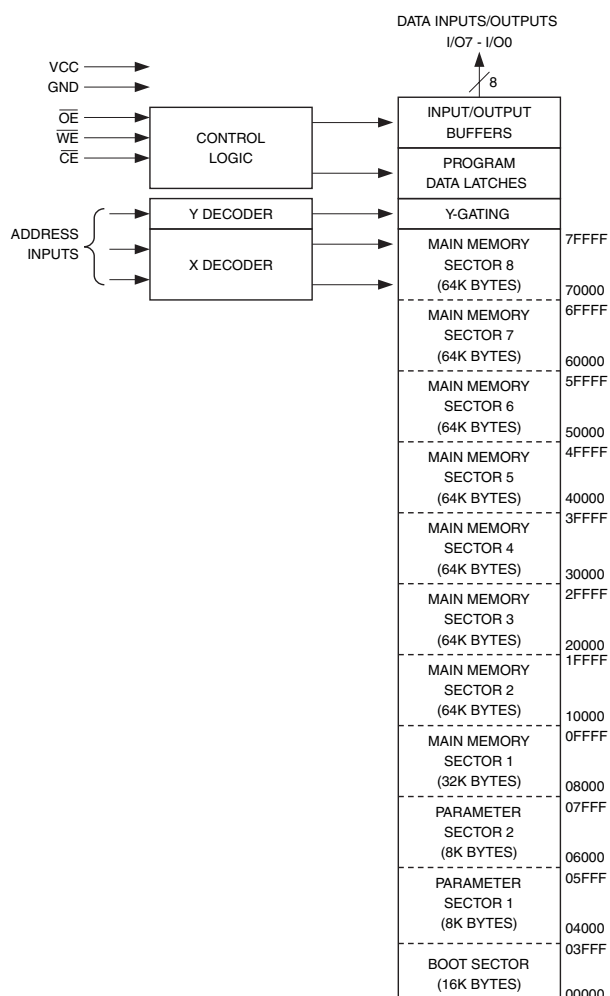 DATA INPUTS/OUTPUTS
I/O7 - I/O0
8
VCC
GND
OE
WE
CE
CONTROL
LOGIC
INPUT/OUTPUT
BUFFERS
PROGRAM
DATA LATCHES
ADDRESS
INPUTS
Y DECODER
X DECODER
Y-GATING
MAIN MEMORY
SECTOR 8
(64K BYTES)
7FFFF
70000
MAIN MEMORY
SECTOR 7
(64K BYTES)
6FFFF
60000
MAIN MEMORY
SECTOR 6
(64K BYTES)
5FFFF
50000
MAIN MEMORY
SECTOR 5
(64K BYTES)
4FFFF
40000
MAIN MEMORY
SECTOR 4
(64K BYTES)
3FFFF
30000
MAIN MEMORY
SECTOR 3
(64K BYTES)
2FFFF
20000
MAIN MEMORY
SECTOR 2
(64K BYTES)
1FFFF
10000
MAIN MEMORY
SECTOR 1
(32K BYTES)
0FFFF
08000
PARAMETER
SECTOR 2
(8K BYTES)
07FFF
06000
PARAMETER
SECTOR 1
(8K BYTES)
05FFF
04000
BOOT SECTOR
(16K BYTES)
03FFF
00000